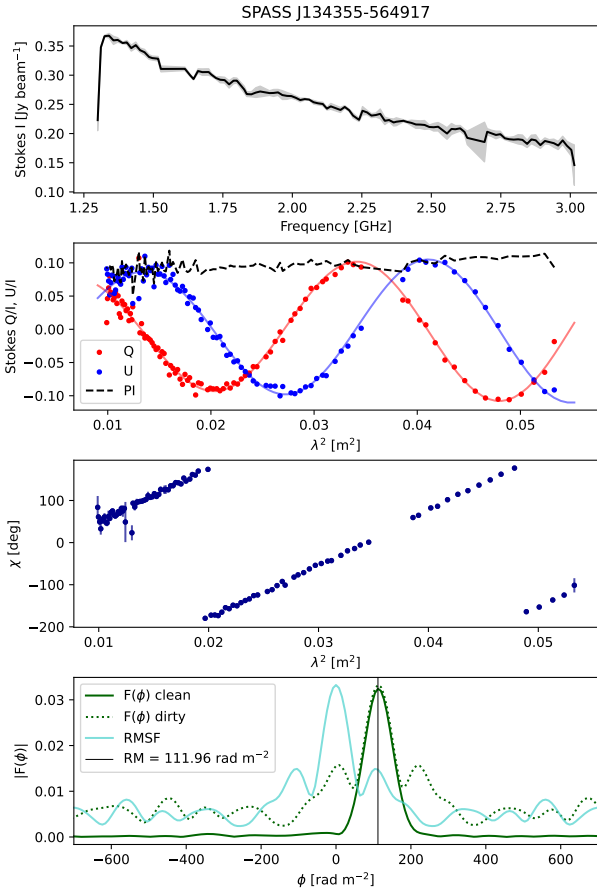 SPASS J134355-564917
Stokes I [Jy beam⁻¹]
0.35
0.30
0.25
0.20
0.15
0.10
1.25 1.50 1.75 2.00 2.25 2.50 2.75 3.00
Frequency [GHz]
Stokes Q/I, U/I
0.10
0.05
0.00
−0.05
−0.10
Q
U
PI
0.01 0.02 0.03 0.04 0.05
λ² [m²]
χ [deg]
100
0
−100
−200
0.01 0.02 0.03 0.04 0.05
λ² [m²]
|F(ϕ)|
0.03
0.02
0.01
0.00
F(ϕ) clean
F(ϕ) dirty
RMSF
RM = 111.96 rad m⁻²
−600 −400 −200 0 200 400 600
ϕ [rad m⁻²]